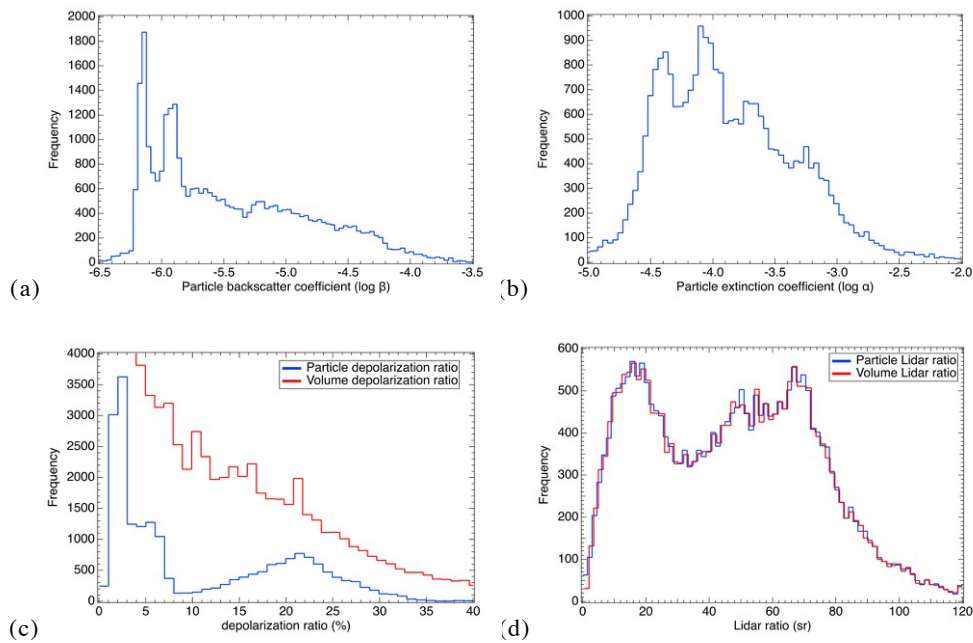 2000
1800
1600
1400
1200
1000
800
600
400
200
0
Frequency
-6.5 -6.0 -5.5 -5.0 -4.5 -4.0 -3.5
Particle backscatter coefficient (log β)
(a)
1000
900
800
700
600
500
400
300
200
100
0
Frequency
-5.0 -4.5 -4.0 -3.5 -3.0 -2.5 -2.0
Particle extinction coefficient (log α)
(b)
4000
3500
3000
2500
2000
1500
1000
500
0
Frequency
Particle depolarization ratio
Volume depolarization ratio
0 5 10 15 20 25 30 35 40
depolarization ratio (%)
(c)
600
500
400
300
200
100
0
Frequency
Particle Lidar ratio
Volume Lidar ratio
0 20 40 60 80 100 120
Lidar ratio (sr)
(d)